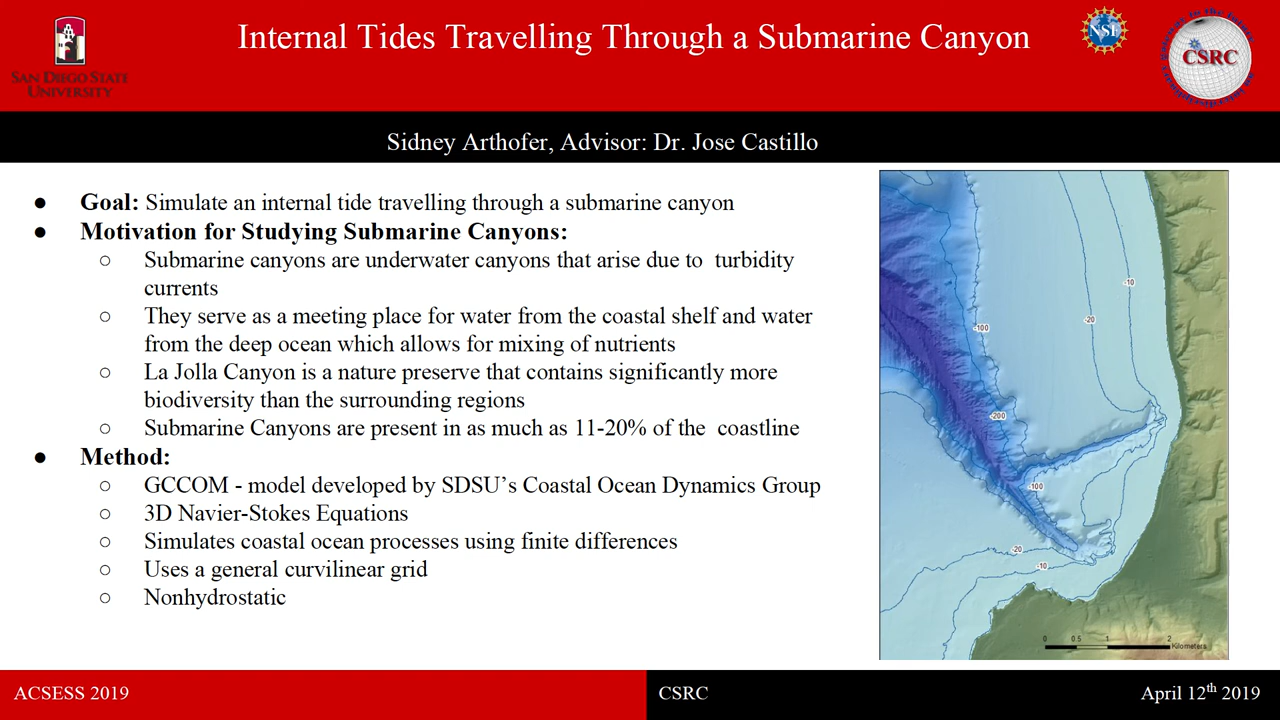 Internal Tides Travelling Through a Submarine Canyon
SAN DIEGO STATE
UNIVERSITY
NSF
CSRC
Sidney Arthofer, Advisor: Dr. Jose Castillo
● Goal: Simulate an internal tide travelling through a submarine canyon
● Motivation for Studying Submarine Canyons:
○ Submarine canyons are underwater canyons that arise due to turbidity
currents
○ They serve as a meeting place for water from the coastal shelf and water
from the deep ocean which allows for mixing of nutrients
○ La Jolla Canyon is a nature preserve that contains significantly more
biodiversity than the surrounding regions
○ Submarine Canyons are present in as much as 11-20% of the coastline
● Method:
○ GCCOM - model developed by SDSU’s Coastal Ocean Dynamics Group
○ 3D Navier-Stokes Equations
○ Simulates coastal ocean processes using finite differences
○ Uses a general curvilinear grid
○ Nonhydrostatic
-10
-20
-100
-200
-100
-20
-10
0 0.5 1 2
Kilometers
ACSESS 2019
CSRC
April 12th 2019